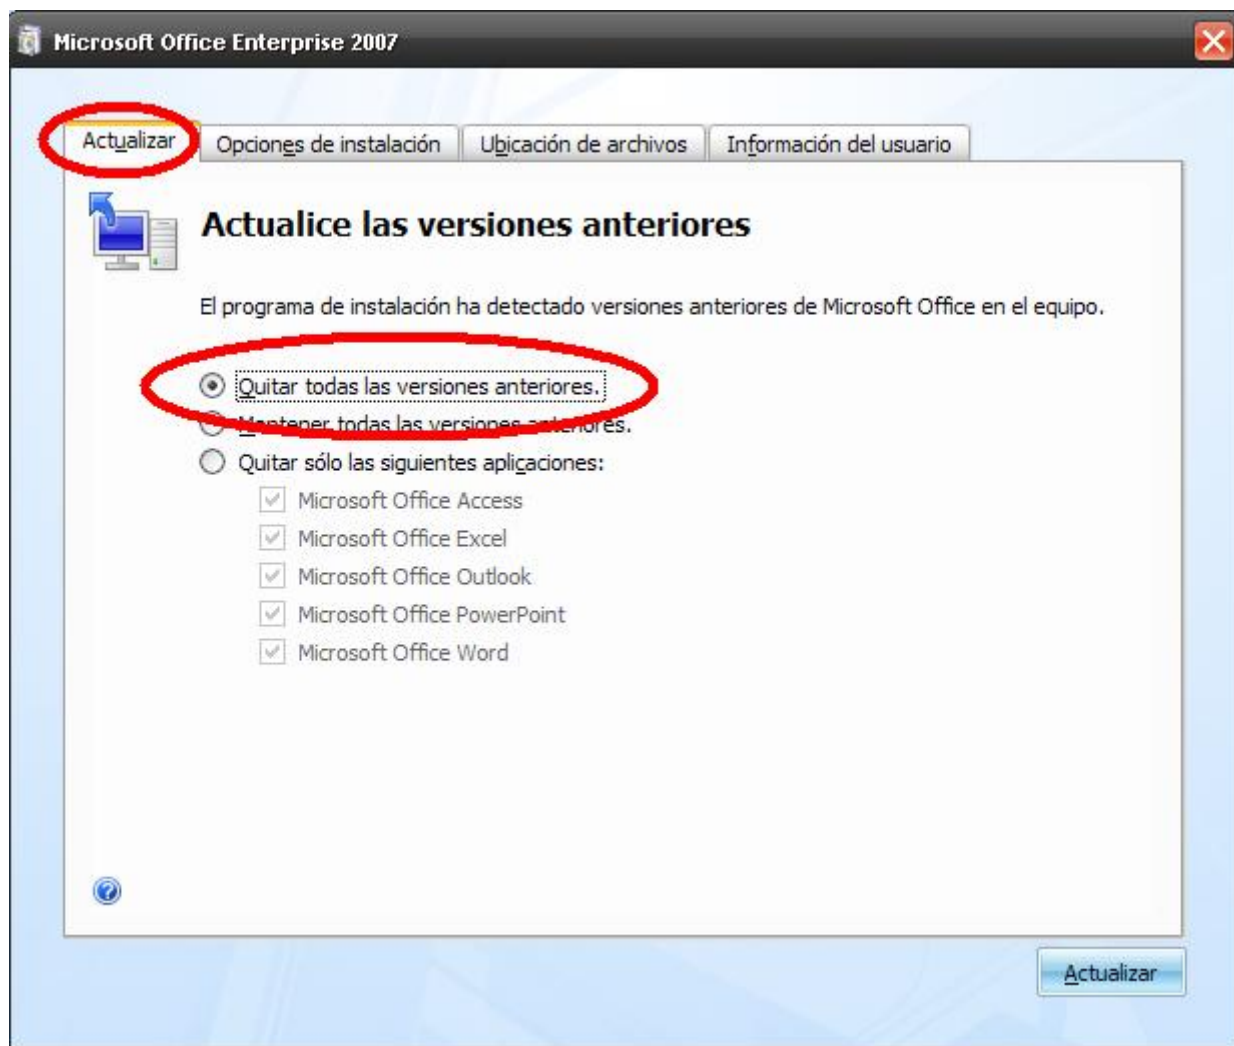 Microsoft Office Enterprise 2007
Actualizar
Opciones de instalación
Ubicación de archivos
Información del usuario
Actualice las versiones anteriores
El programa de instalación ha detectado versiones anteriores de Microsoft Office en el equipo.
Quitar todas las versiones anteriores.
Mantener todas las versiones anteriores.
Quitar sólo las siguientes aplicaciones:
Microsoft Office Access
Microsoft Office Excel
Microsoft Office Outlook
Microsoft Office PowerPoint
Microsoft Office Word
Actualizar